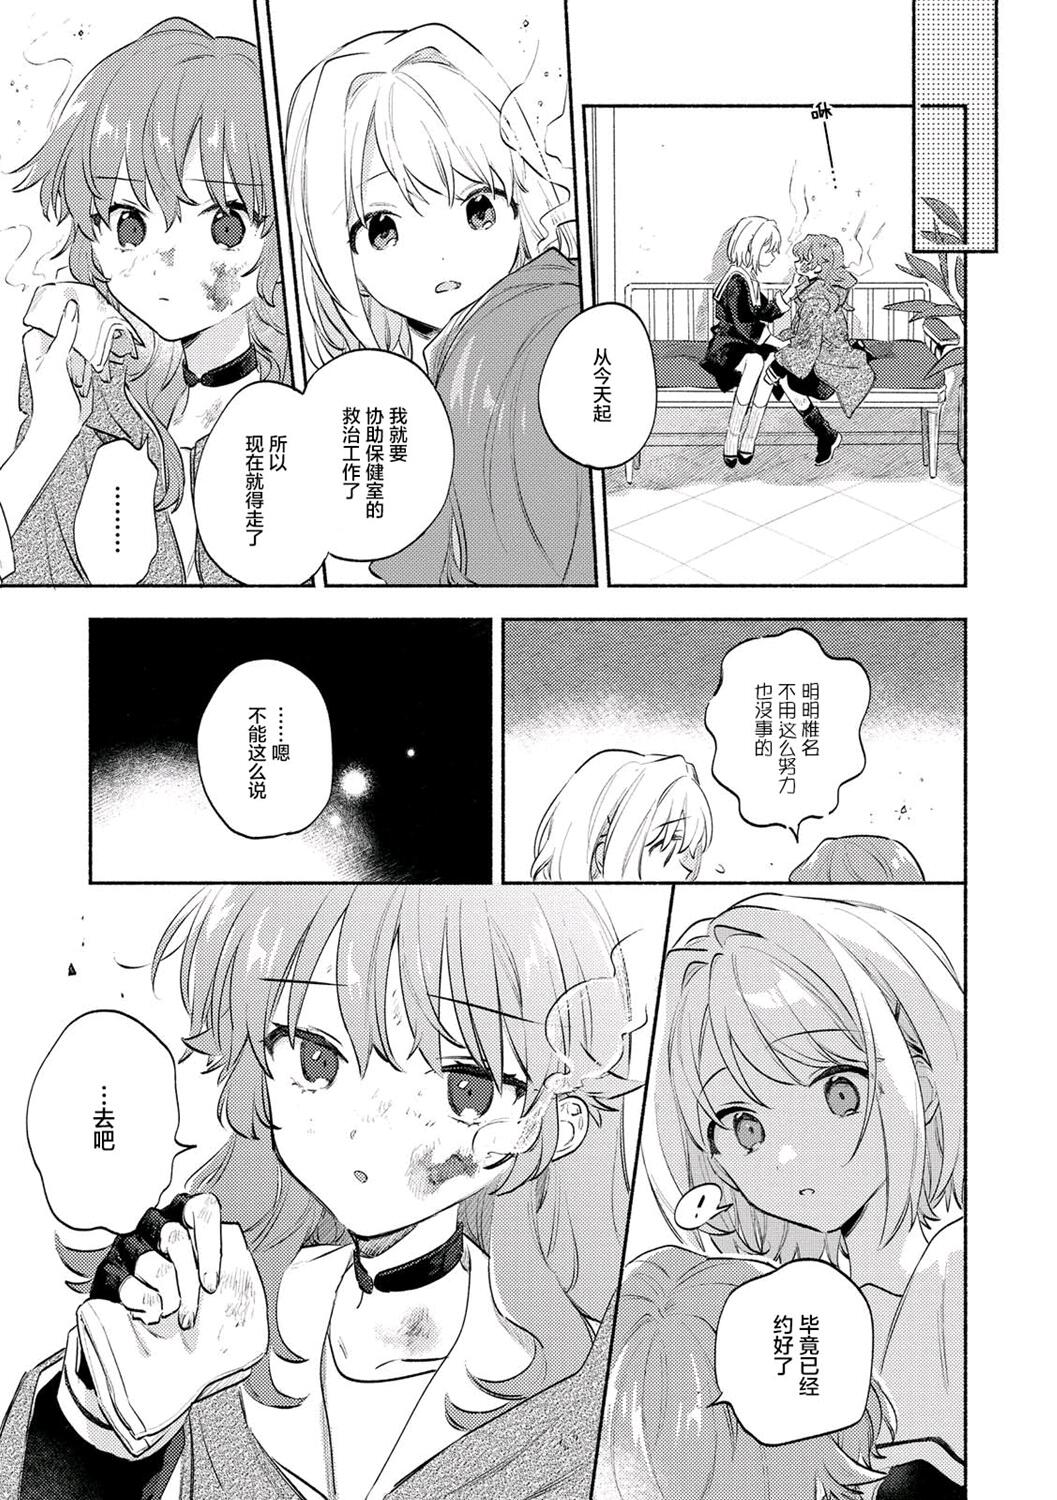 咻…
从今天起
我就要
协助保健室的
救治工作了
所以
现在就得走了
………
明明椎名
不用这么努力
也没事的
……嗯
不能这么说
毕竟已经
约好了
！
…去吧